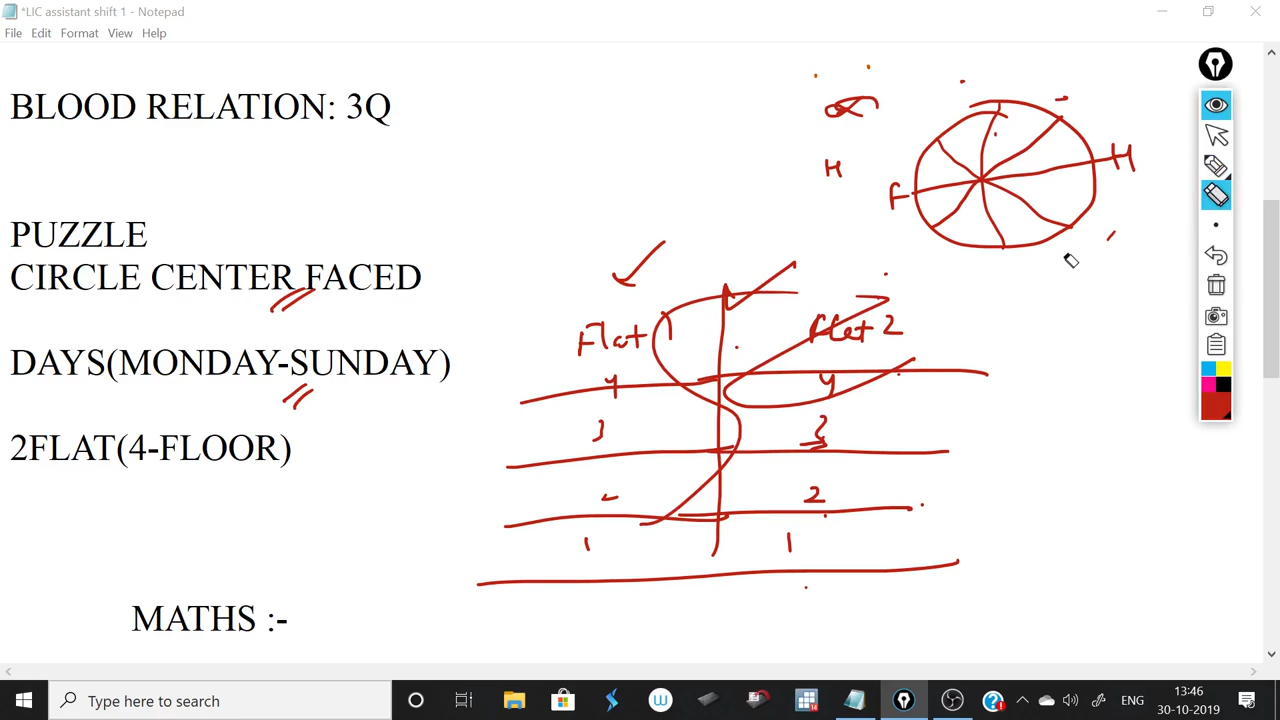 *LIC assistant shift 1 - Notepad
File Edit Format View Help
BLOOD RELATION: 3Q
H
H
F
PUZZLE
CIRCLE CENTER FACED
Flat 1
Flat 2
DAYS(MONDAY-SUNDAY)
4 4
3 3
2FLAT(4-FLOOR)
2
1 1
MATHS :-
Type here to search
14
ENG
13:46
30-10-2019